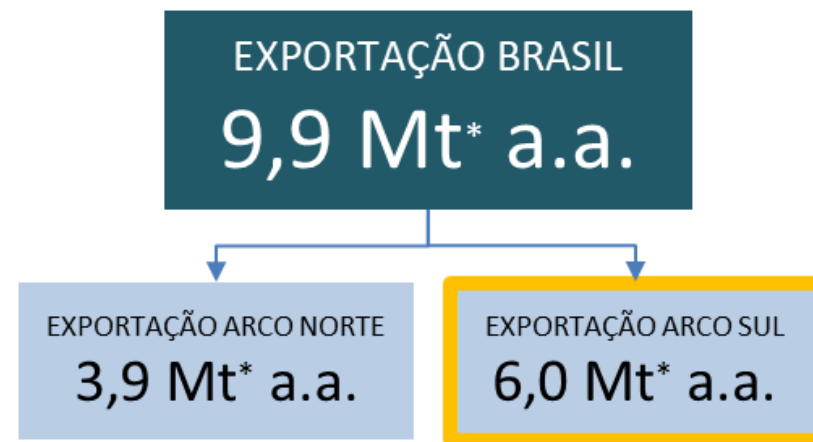 EXPORTAÇÃO BRASIL
9,9 Mt* a.a.
EXPORTAÇÃO ARCO NORTE
3,9 Mt* a.a.
EXPORTAÇÃO ARCO SUL
6,0 Mt* a.a.